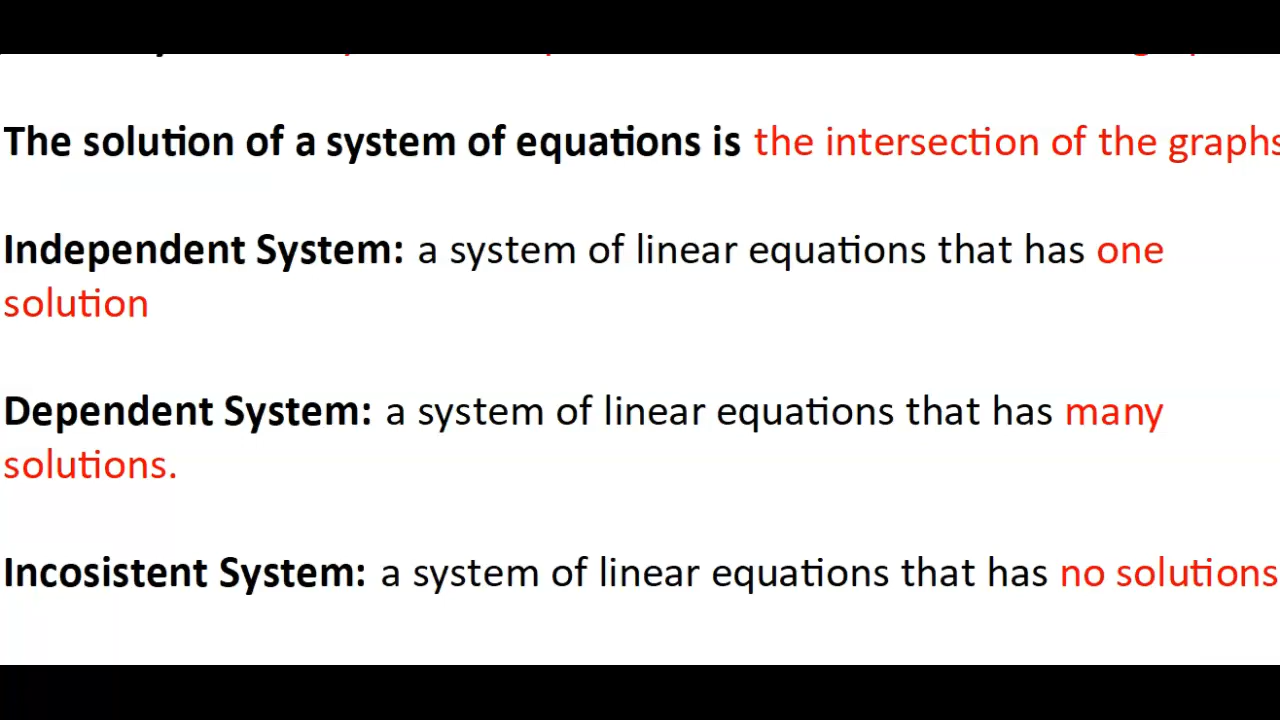 The solution of a system of equations is the intersection of the graphs
Independent System: a system of linear equations that has one
solution
Dependent System: a system of linear equations that has many
solutions.
Incosistent System: a system of linear equations that has no solutions